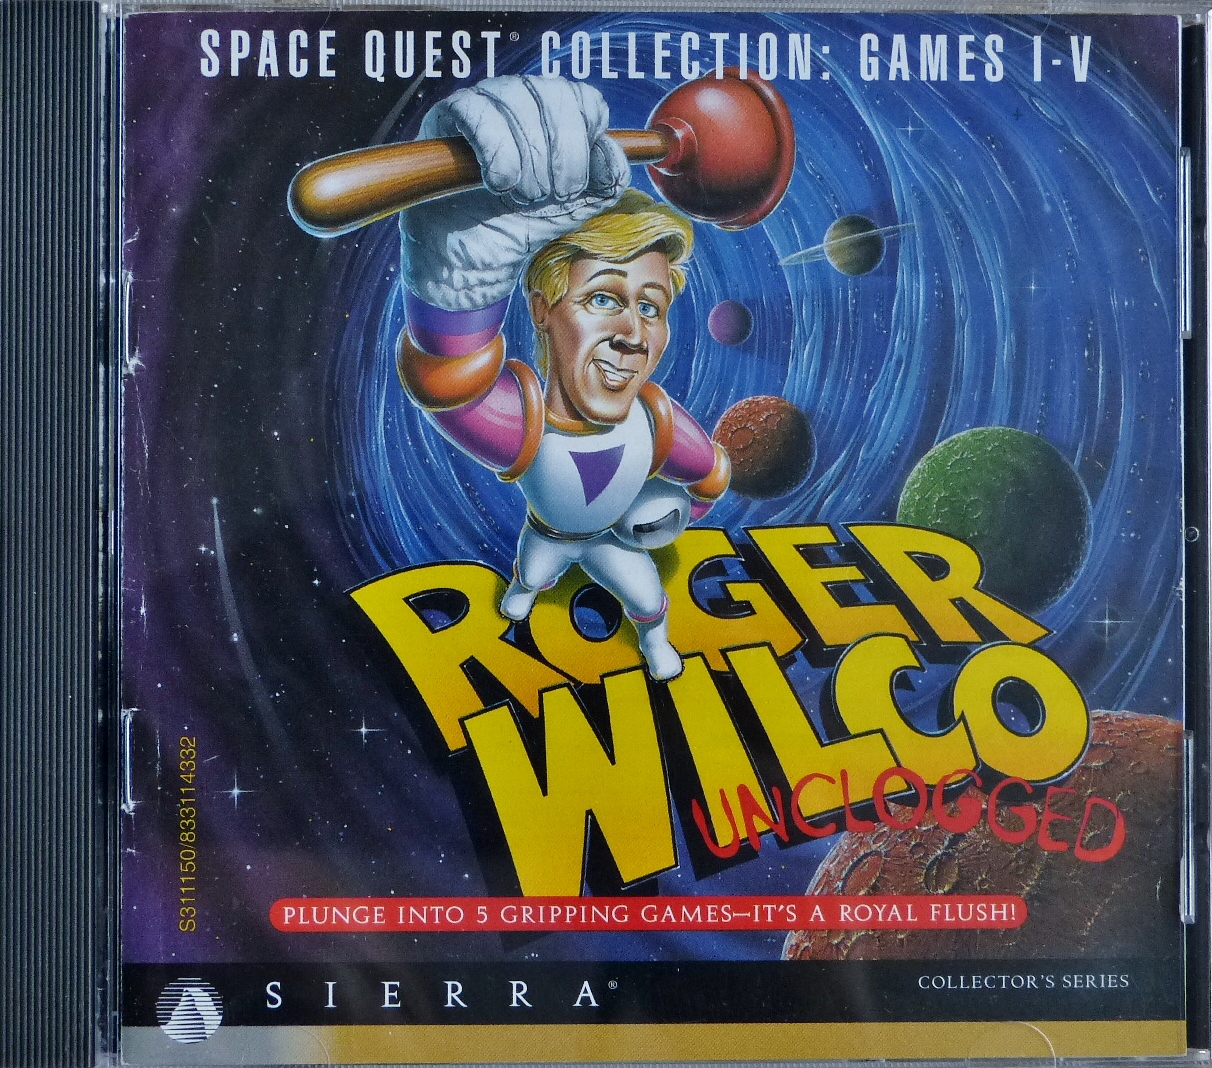 SPACE QUEST® COLLECTION: GAMES I-V
ROGER
WILCO
UNCLOGGED
S311150/833114332
PLUNGE INTO 5 GRIPPING GAMES—IT'S A ROYAL FLUSH!
SIERRA®
COLLECTOR'S SERIES